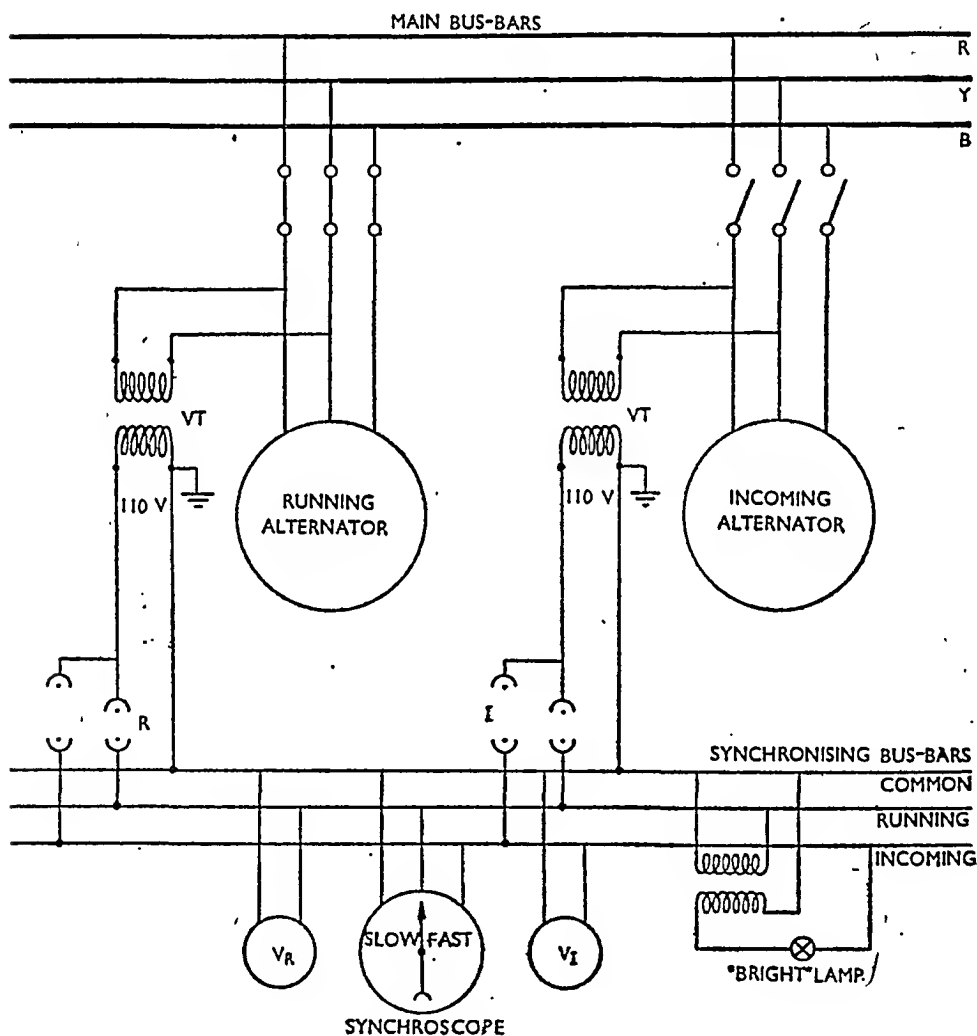 MAIN BUS-BARS
R
Y
B
VT
VT
110 V
110 V
RUNNING
ALTERNATOR
INCOMING
ALTERNATOR
R
I
SYNCHRONISING BUS-BARS
COMMON
RUNNING
INCOMING
VR
SLOW FAST
VI
"BRIGHT" LAMP
SYNCHROSCOPE